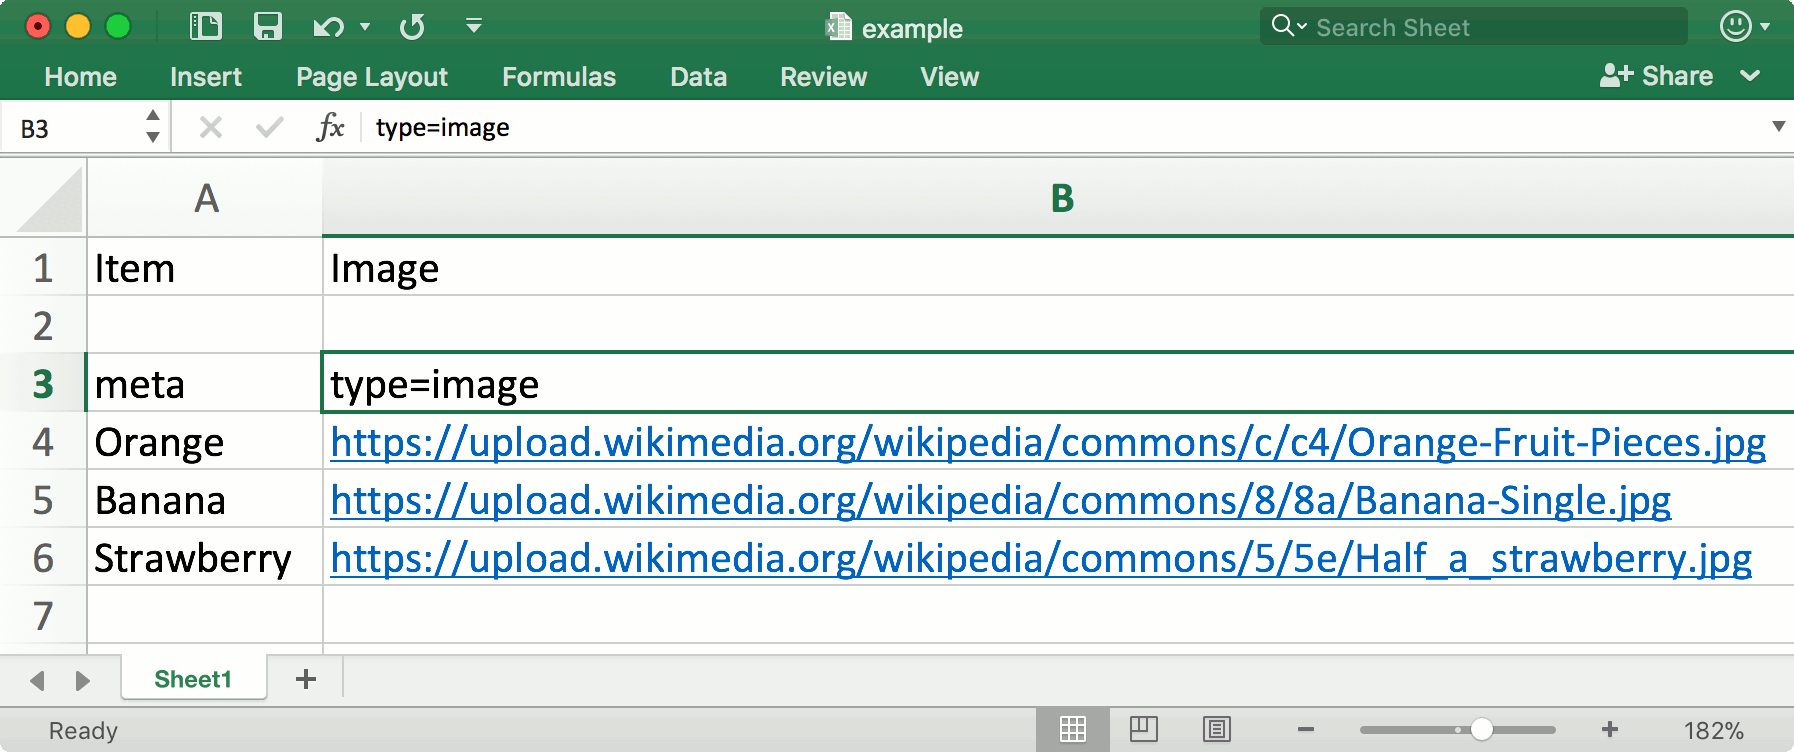 example
Search Sheet
Home Insert Page Layout Formulas Data Review View Share
B3 fx type=image
A B
1 Item Image
2
3 meta type=image
4 Orange https://upload.wikimedia.org/wikipedia/commons/c/c4/Orange-Fruit-Pieces.jpg
5 Banana https://upload.wikimedia.org/wikipedia/commons/8/8a/Banana-Single.jpg
6 Strawberry https://upload.wikimedia.org/wikipedia/commons/5/5e/Half_a_strawberry.jpg
7
Sheet1 +
Ready 182%